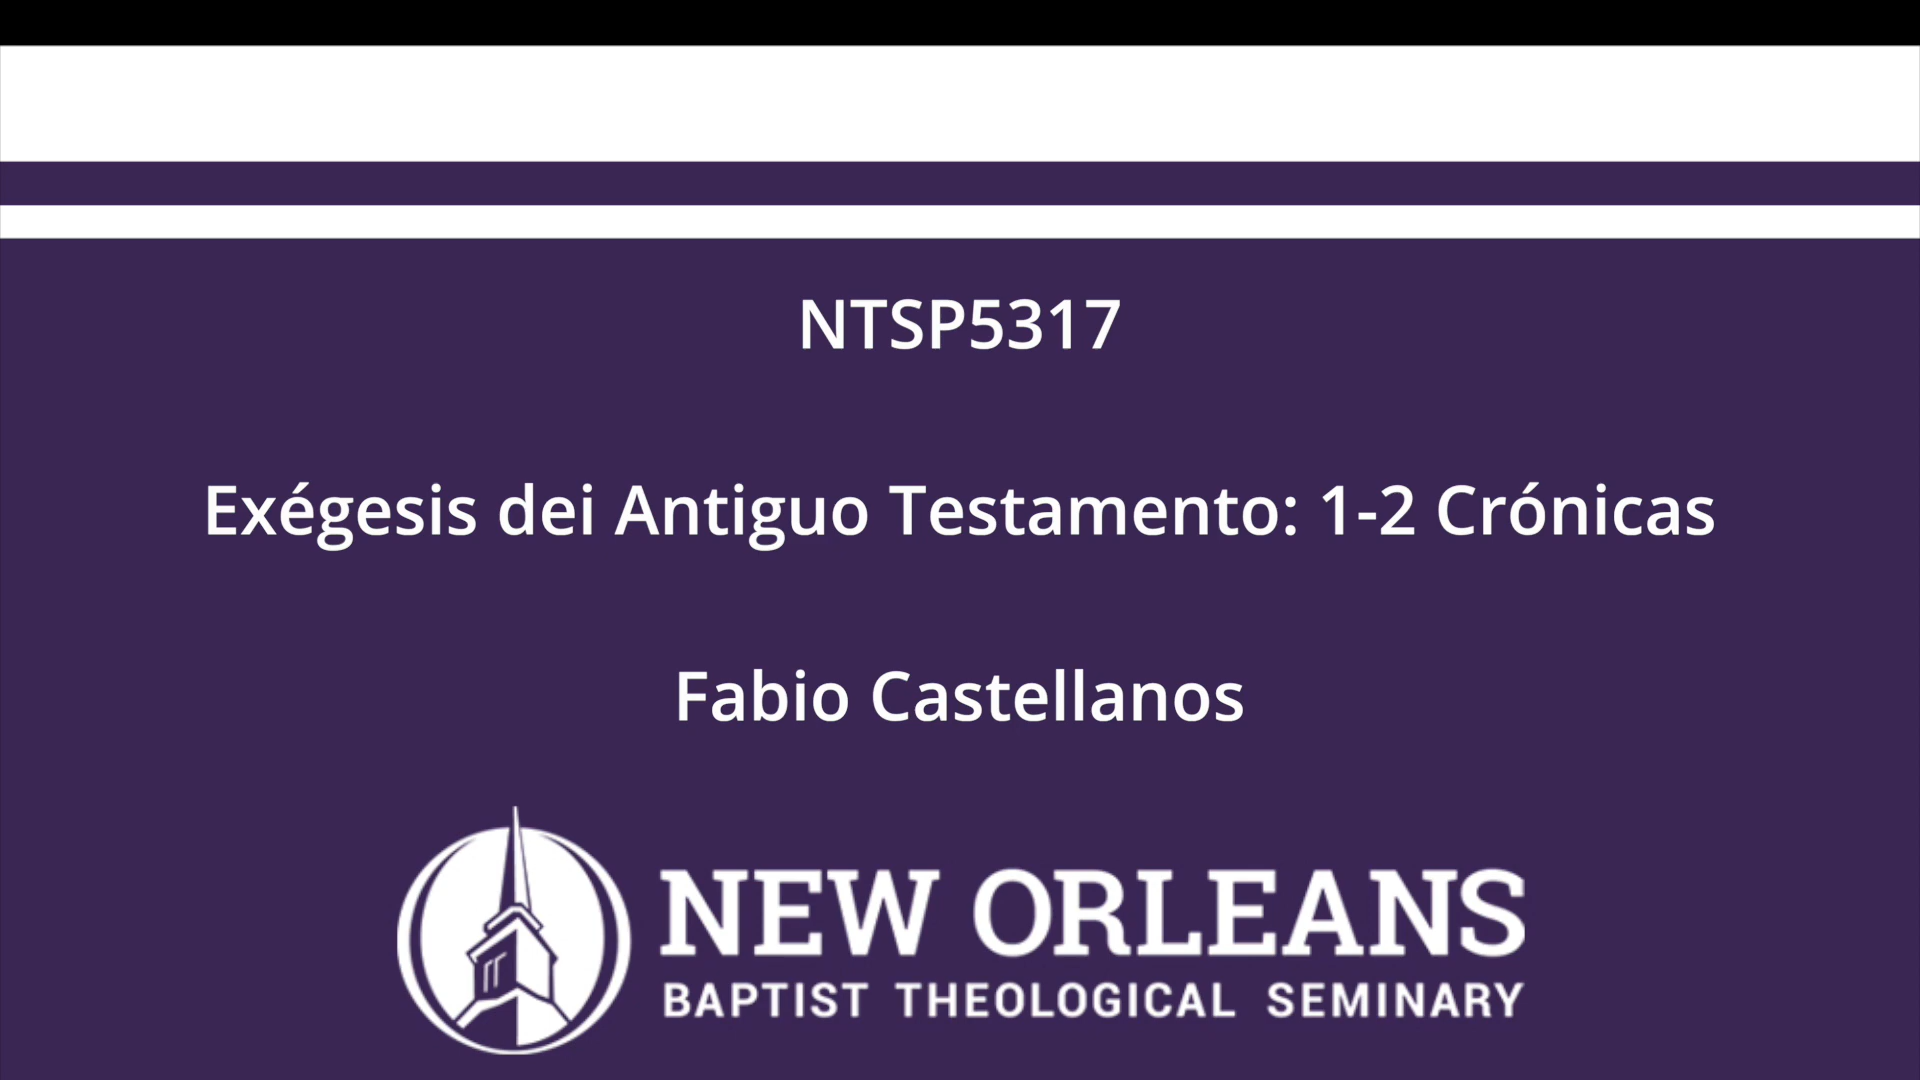 NTSP5317
Exégesis dei Antiguo Testamento: 1-2 Crónicas
Fabio Castellanos
NEW ORLEANS
BAPTIST THEOLOGICAL SEMINARY